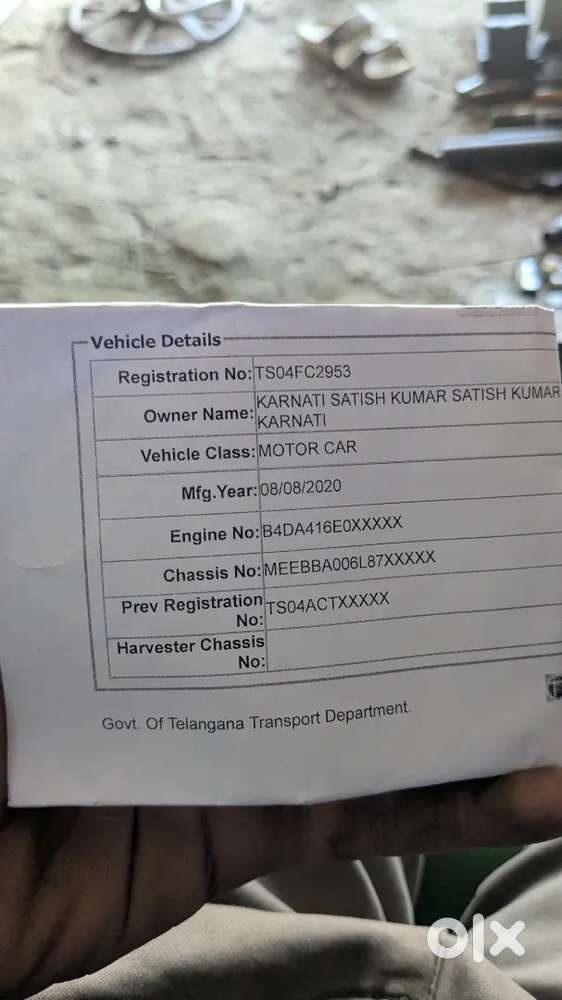 Vehicle Details
Registration No: TS04FC2953
Owner Name: KARNATI SATISH KUMAR SATISH KUMAR
KARNATI
Vehicle Class: MOTOR CAR
Mfg.Year: 08/08/2020
Engine No: B4DA416E0XXXXX
Chassis No: MEEBBA006L87XXXXX
Prev Registration
No: TS04ACTXXXXX
Harvester Chassis
No:
Govt. Of Telangana Transport Department.
olx